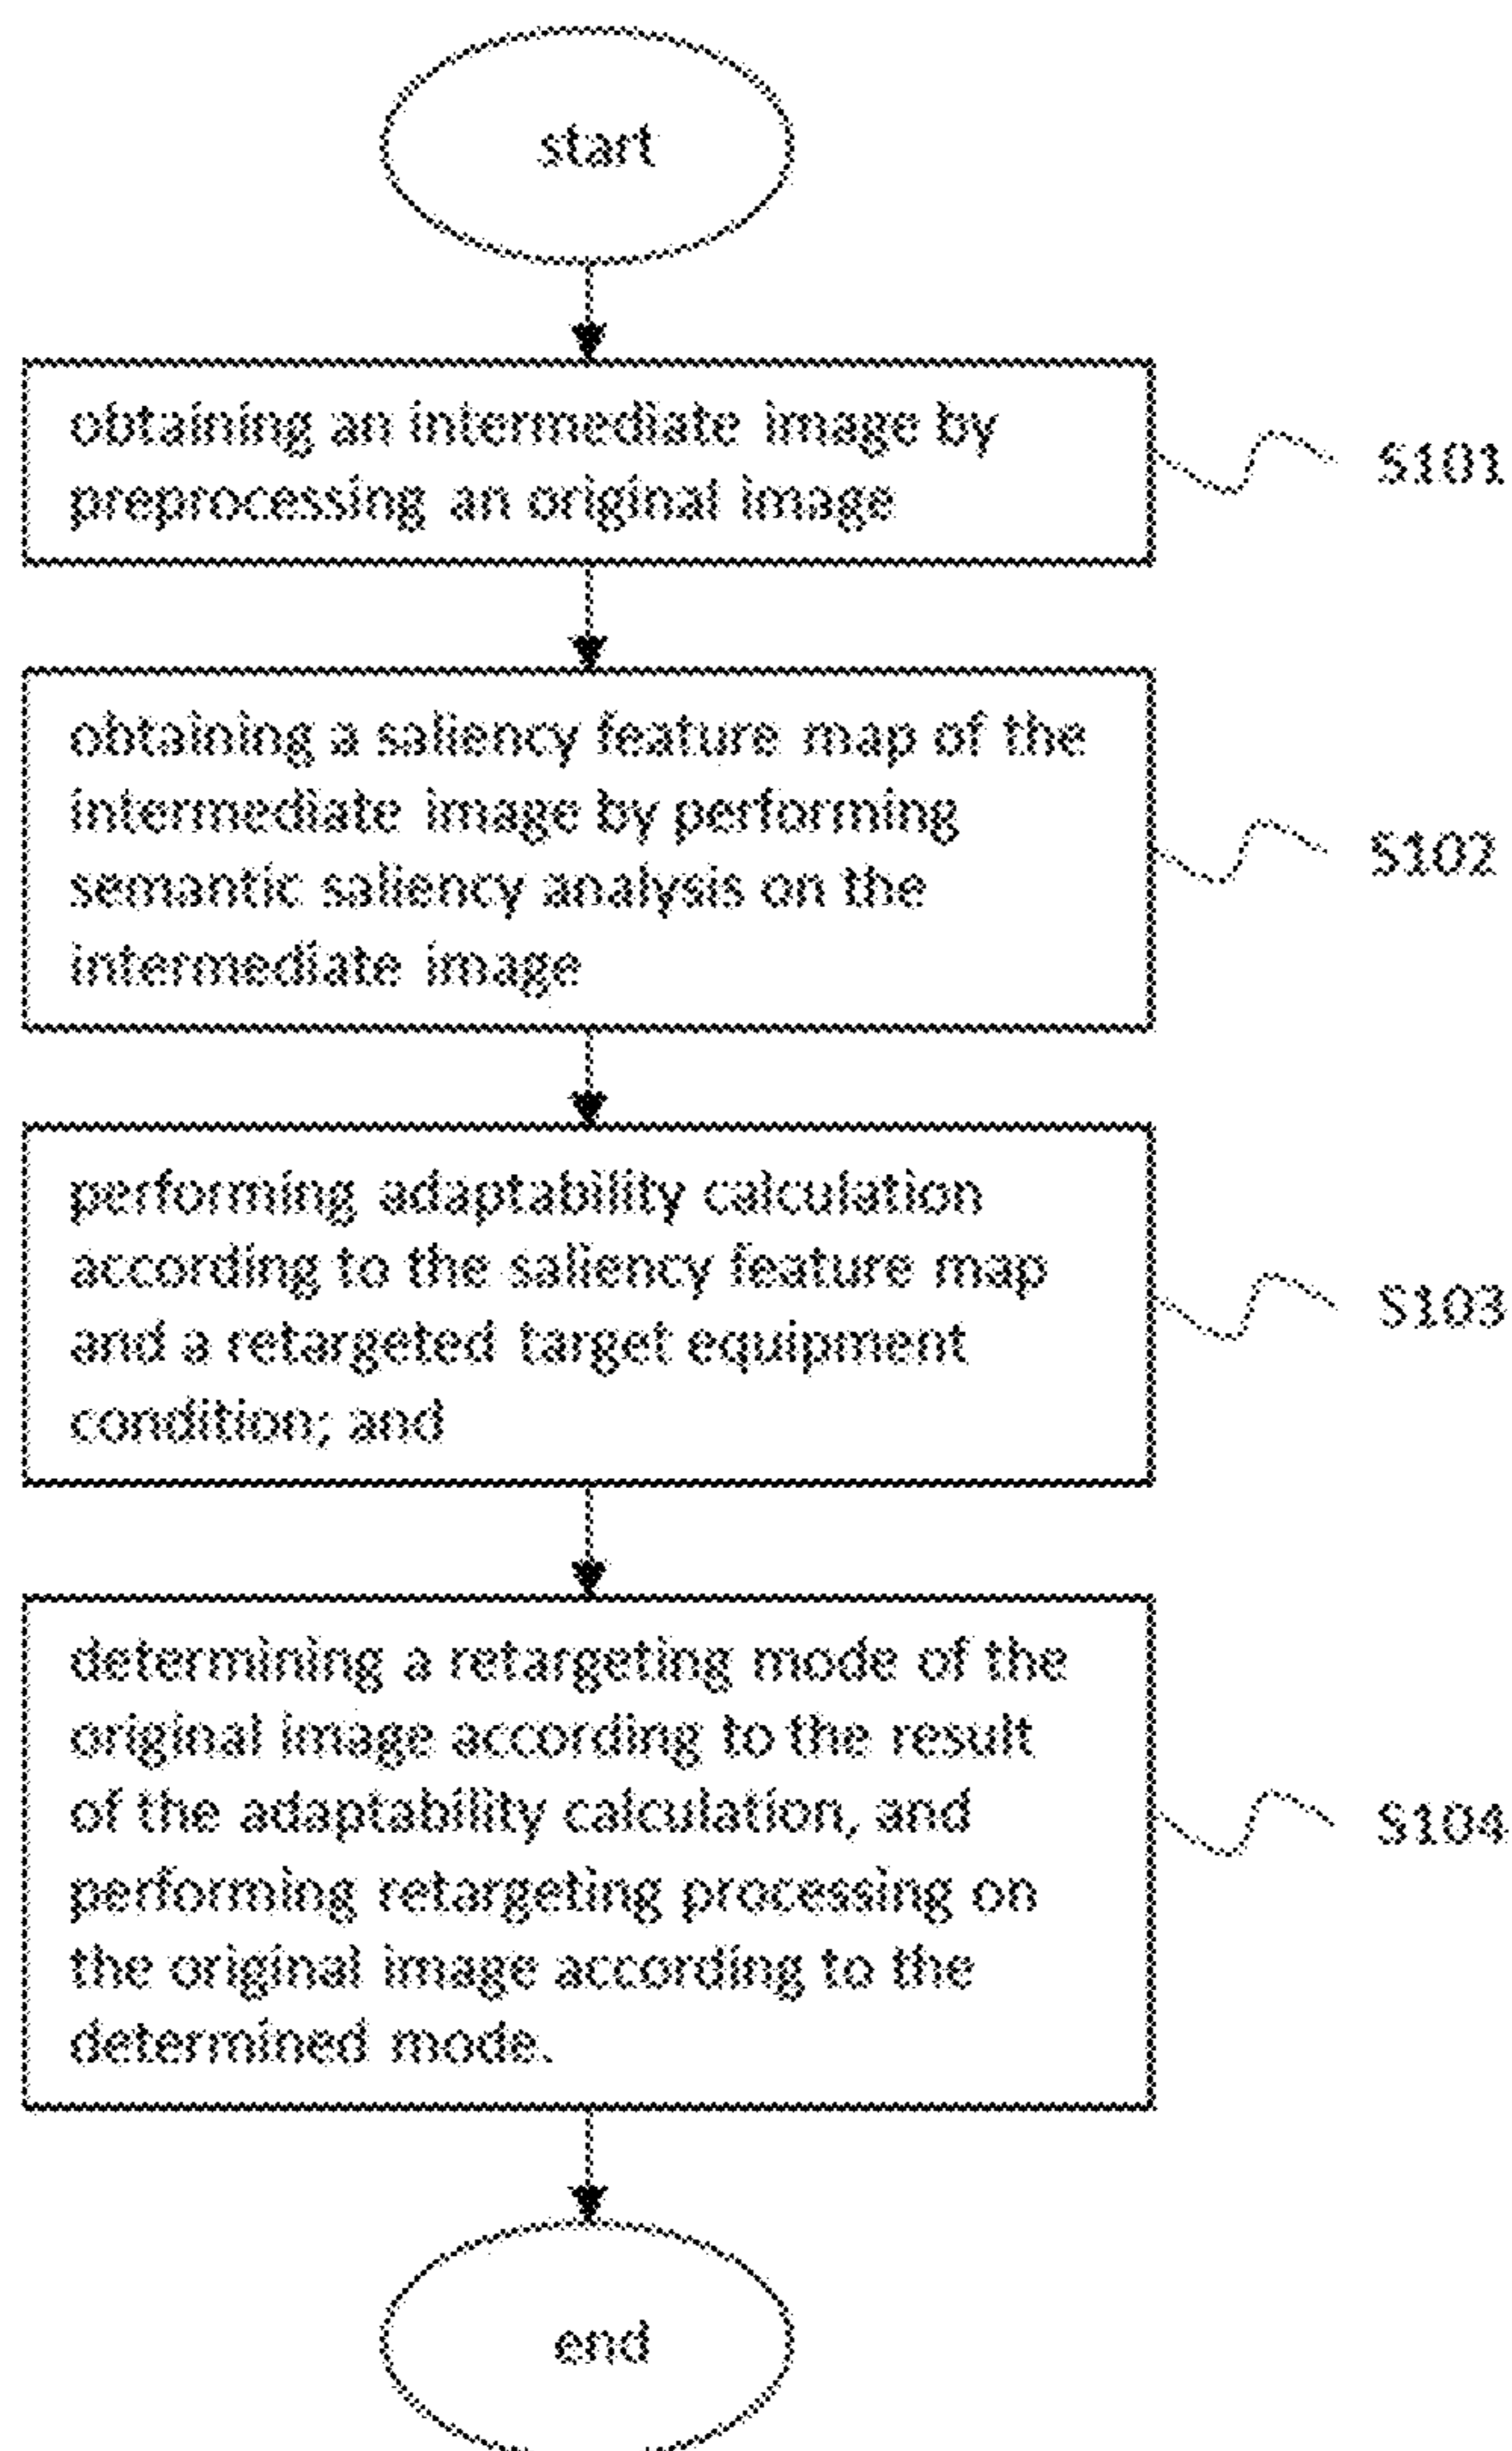 start
obtaining an intermediate image by
preprocessing an original image
S101
obtaining a saliency feature map of the
intermediate image by performing
semantic saliency analysis on the
intermediate image
S102
performing adaptability calculation
according to the saliency feature map
and a retargeted target equipment
condition; and
S103
determining a retargeting mode of the
original image according to the result
of the adaptability calculation, and
performing retargeting processing on
the original image according to the
determined mode.
S104
end